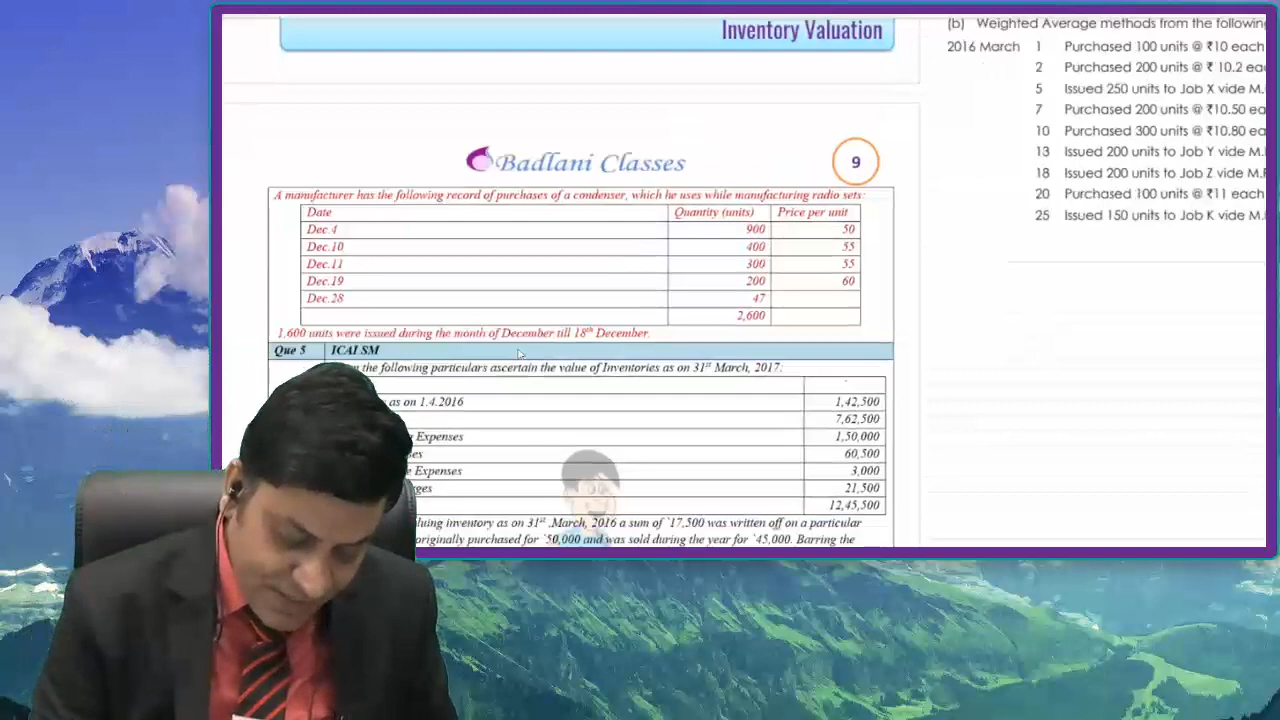 Inventory Valuation
Badlani Classes
9
A manufacturer has the following record of purchases of a condenser, which he uses while manufacturing radio sets:
Date Quantity (units) Price per unit
Dec.4 900 50
Dec.10 400 55
Dec.11 300 55
Dec.19 200 60
Dec.28 47
2,600
1,600 units were issued during the month of December till 18th December.
Que 5 ICAI SM
the following particulars ascertain the value of Inventories as on 31st March, 2017:
as on 1.4.2016 1,42,500
7,62,500
Expenses 1,50,000
60,500
Expenses 3,000
21,500
12,45,500
inventory as on 31st .March, 2016 a sum of `17,500 was written off on a particular
originally purchased for `50,000 and was sold during the year for `45,000. Barring the
(b) Weighted Average methods from the following
2016 March 1 Purchased 100 units @ ₹10 each
2 Purchased 200 units @ ₹ 10.2 ea
5 Issued 250 units to Job X vide M.
7 Purchased 200 units @ ₹10.50 ea
10 Purchased 300 units @ ₹10.80 ea
13 Issued 200 units to Job Y vide M.
18 Issued 200 units to Job Z vide M.
20 Purchased 100 units @ ₹11 each
25 Issued 150 units to Job K vide M.